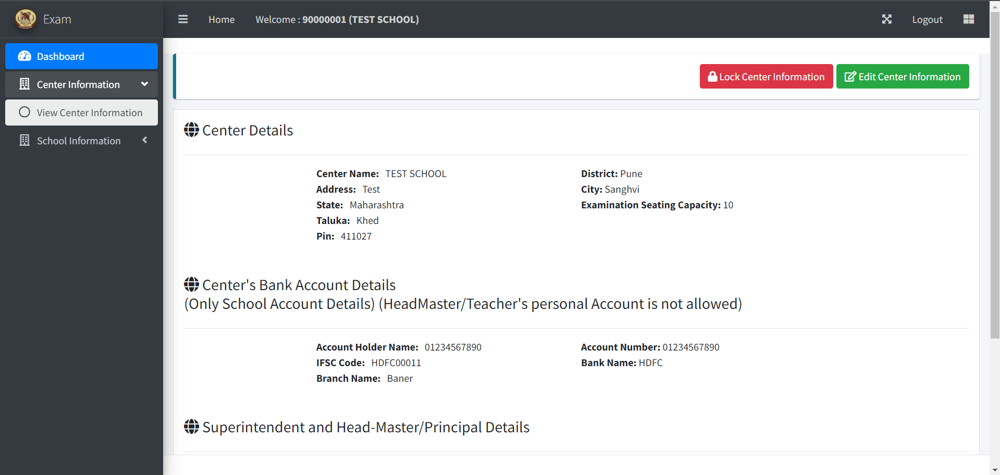 Exam
Home
Welcome : 90000001 (TEST SCHOOL)
Logout
Dashboard
Center Information
View Center Information
School Information
Lock Center Information
Edit Center Information
Center Details
Center Name: TEST SCHOOL
Address: Test
State: Maharashtra
Taluka: Khed
Pin: 411027
District: Pune
City: Sanghvi
Examination Seating Capacity: 10
Center's Bank Account Details
(Only School Account Details) (HeadMaster/Teacher's personal Account is not allowed)
Account Holder Name: 01234567890
IFSC Code: HDFC00011
Branch Name: Baner
Account Number: 01234567890
Bank Name: HDFC
Superintendent and Head-Master/Principal Details